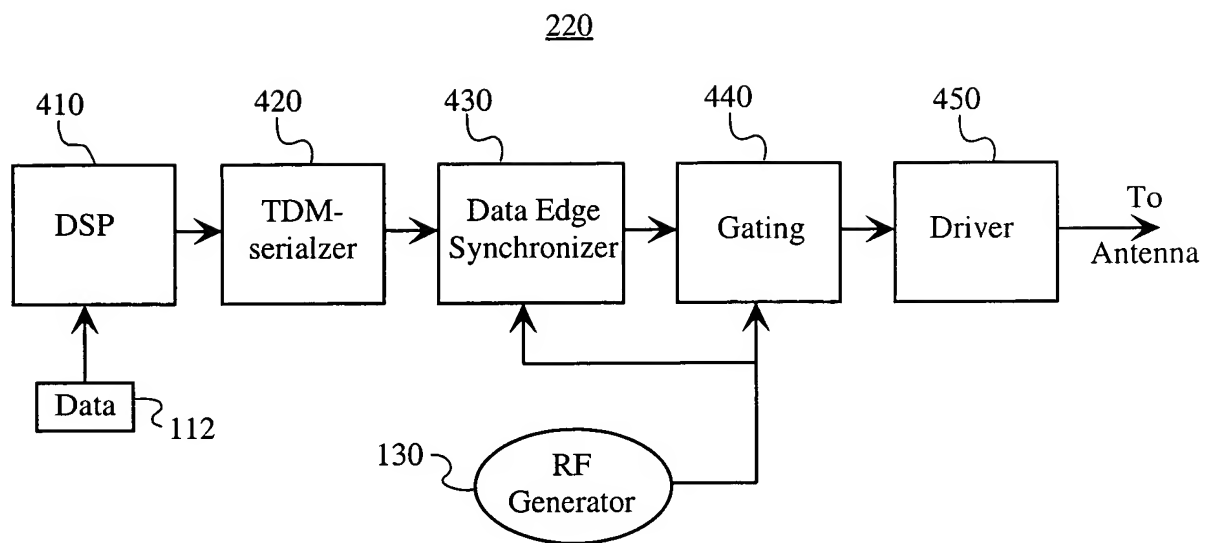 220
410
420
430
440
450
DSP
TDM-
serialzer
Data Edge
Synchronizer
Gating
Driver
To
Antenna
Data
112
130
RF
Generator